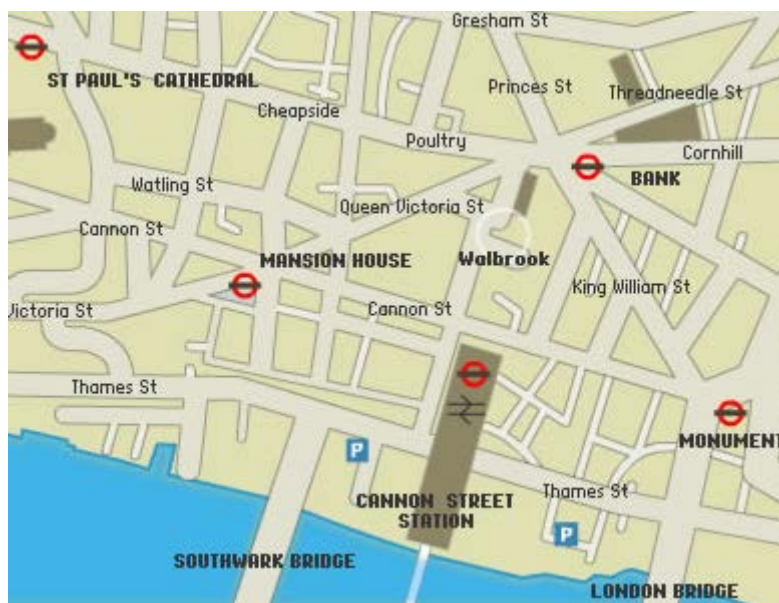 Gresham St
ST PAUL'S CATHEDRAL
Princes St
Threadneedle St
Cheapside
Poultry
Cornhill
BANK
Watling St
Queen Victoria St
Cannon St
MANSION HOUSE
Walbrook
King William St
Victoria St
Cannon St
Thames St
MONUMENT
P
CANNON STREET
STATION
Thames St
P
SOUTHWARK BRIDGE
LONDON BRIDGE